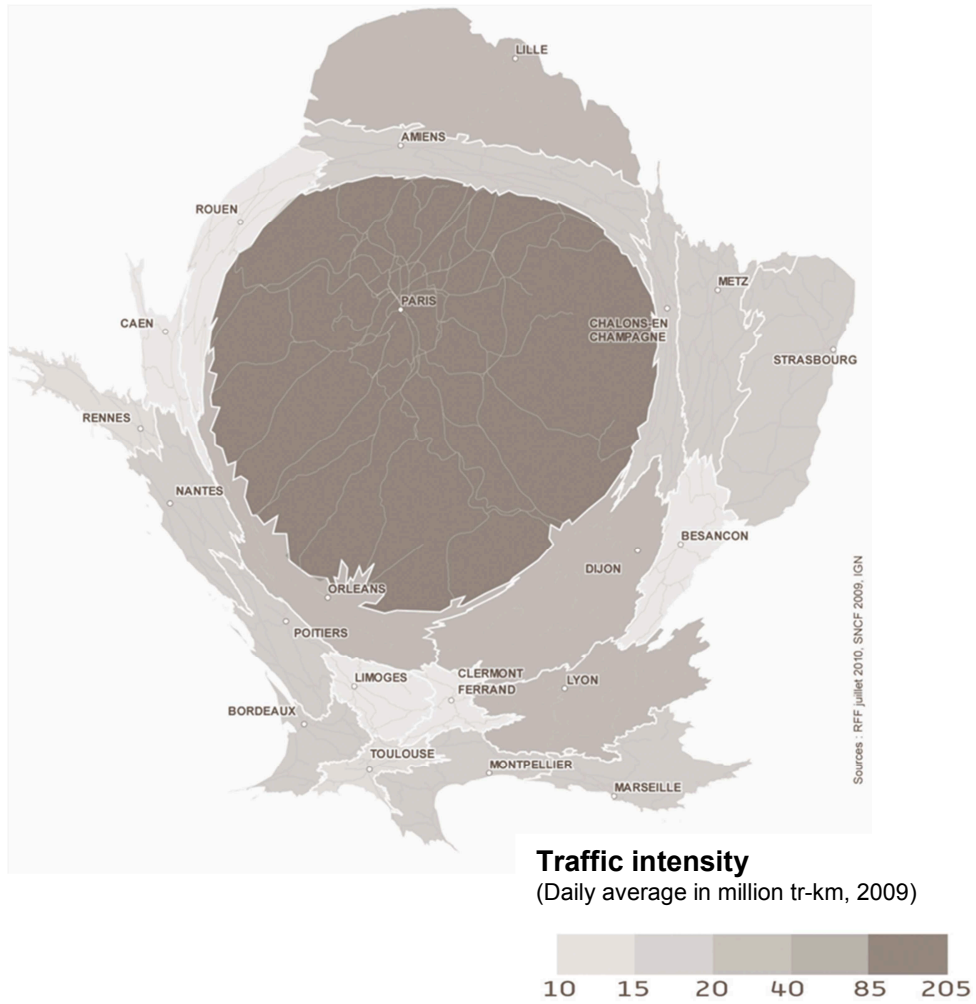 LILLE
AMIENS
ROUEN
METZ
PARIS
CAEN
CHALONS-EN
CHAMPAGNE
STRASBOURG
RENNES
NANTES
BESANCON
DIJON
ORLEANS
POITIERS
LIMOGES
CLERMONT
FERRAND
LYON
BORDEAUX
TOULOUSE
MONTPELLIER
MARSEILLE
Sources : RFF juillet 2010, SNCF 2009, IGN
Traffic intensity
(Daily average in million tr-km, 2009)
10 15 20 40 85 205